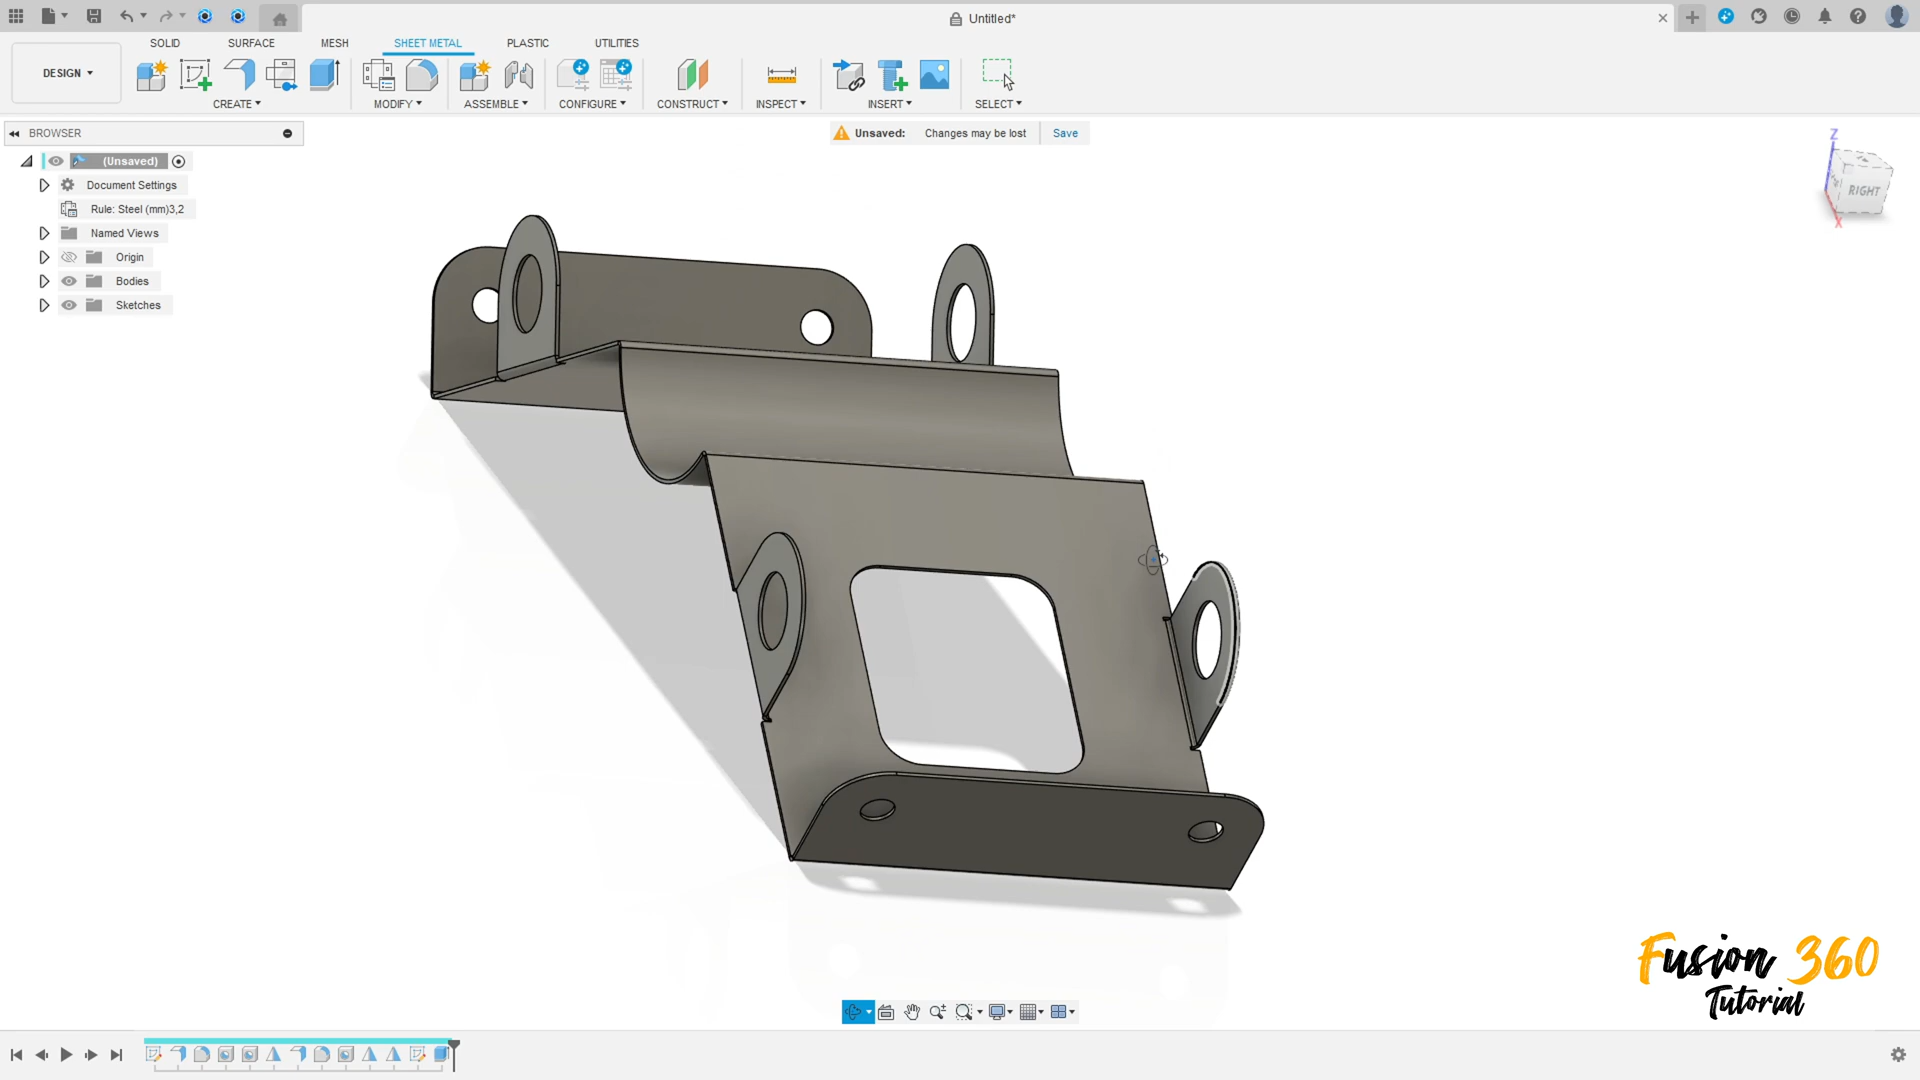 Untitled*
SOLID SURFACE MESH SHEET METAL PLASTIC UTILITIES
DESIGN
CREATE MODIFY ASSEMBLE CONFIGURE CONSTRUCT INSPECT INSERT SELECT
BROWSER
Unsaved: Changes may be lost Save
(Unsaved)
Document Settings
Rule: Steel (mm)3,2
Named Views
Origin
Bodies
Sketches
Z
RIGHT
X
Fusion 360
Tutorial